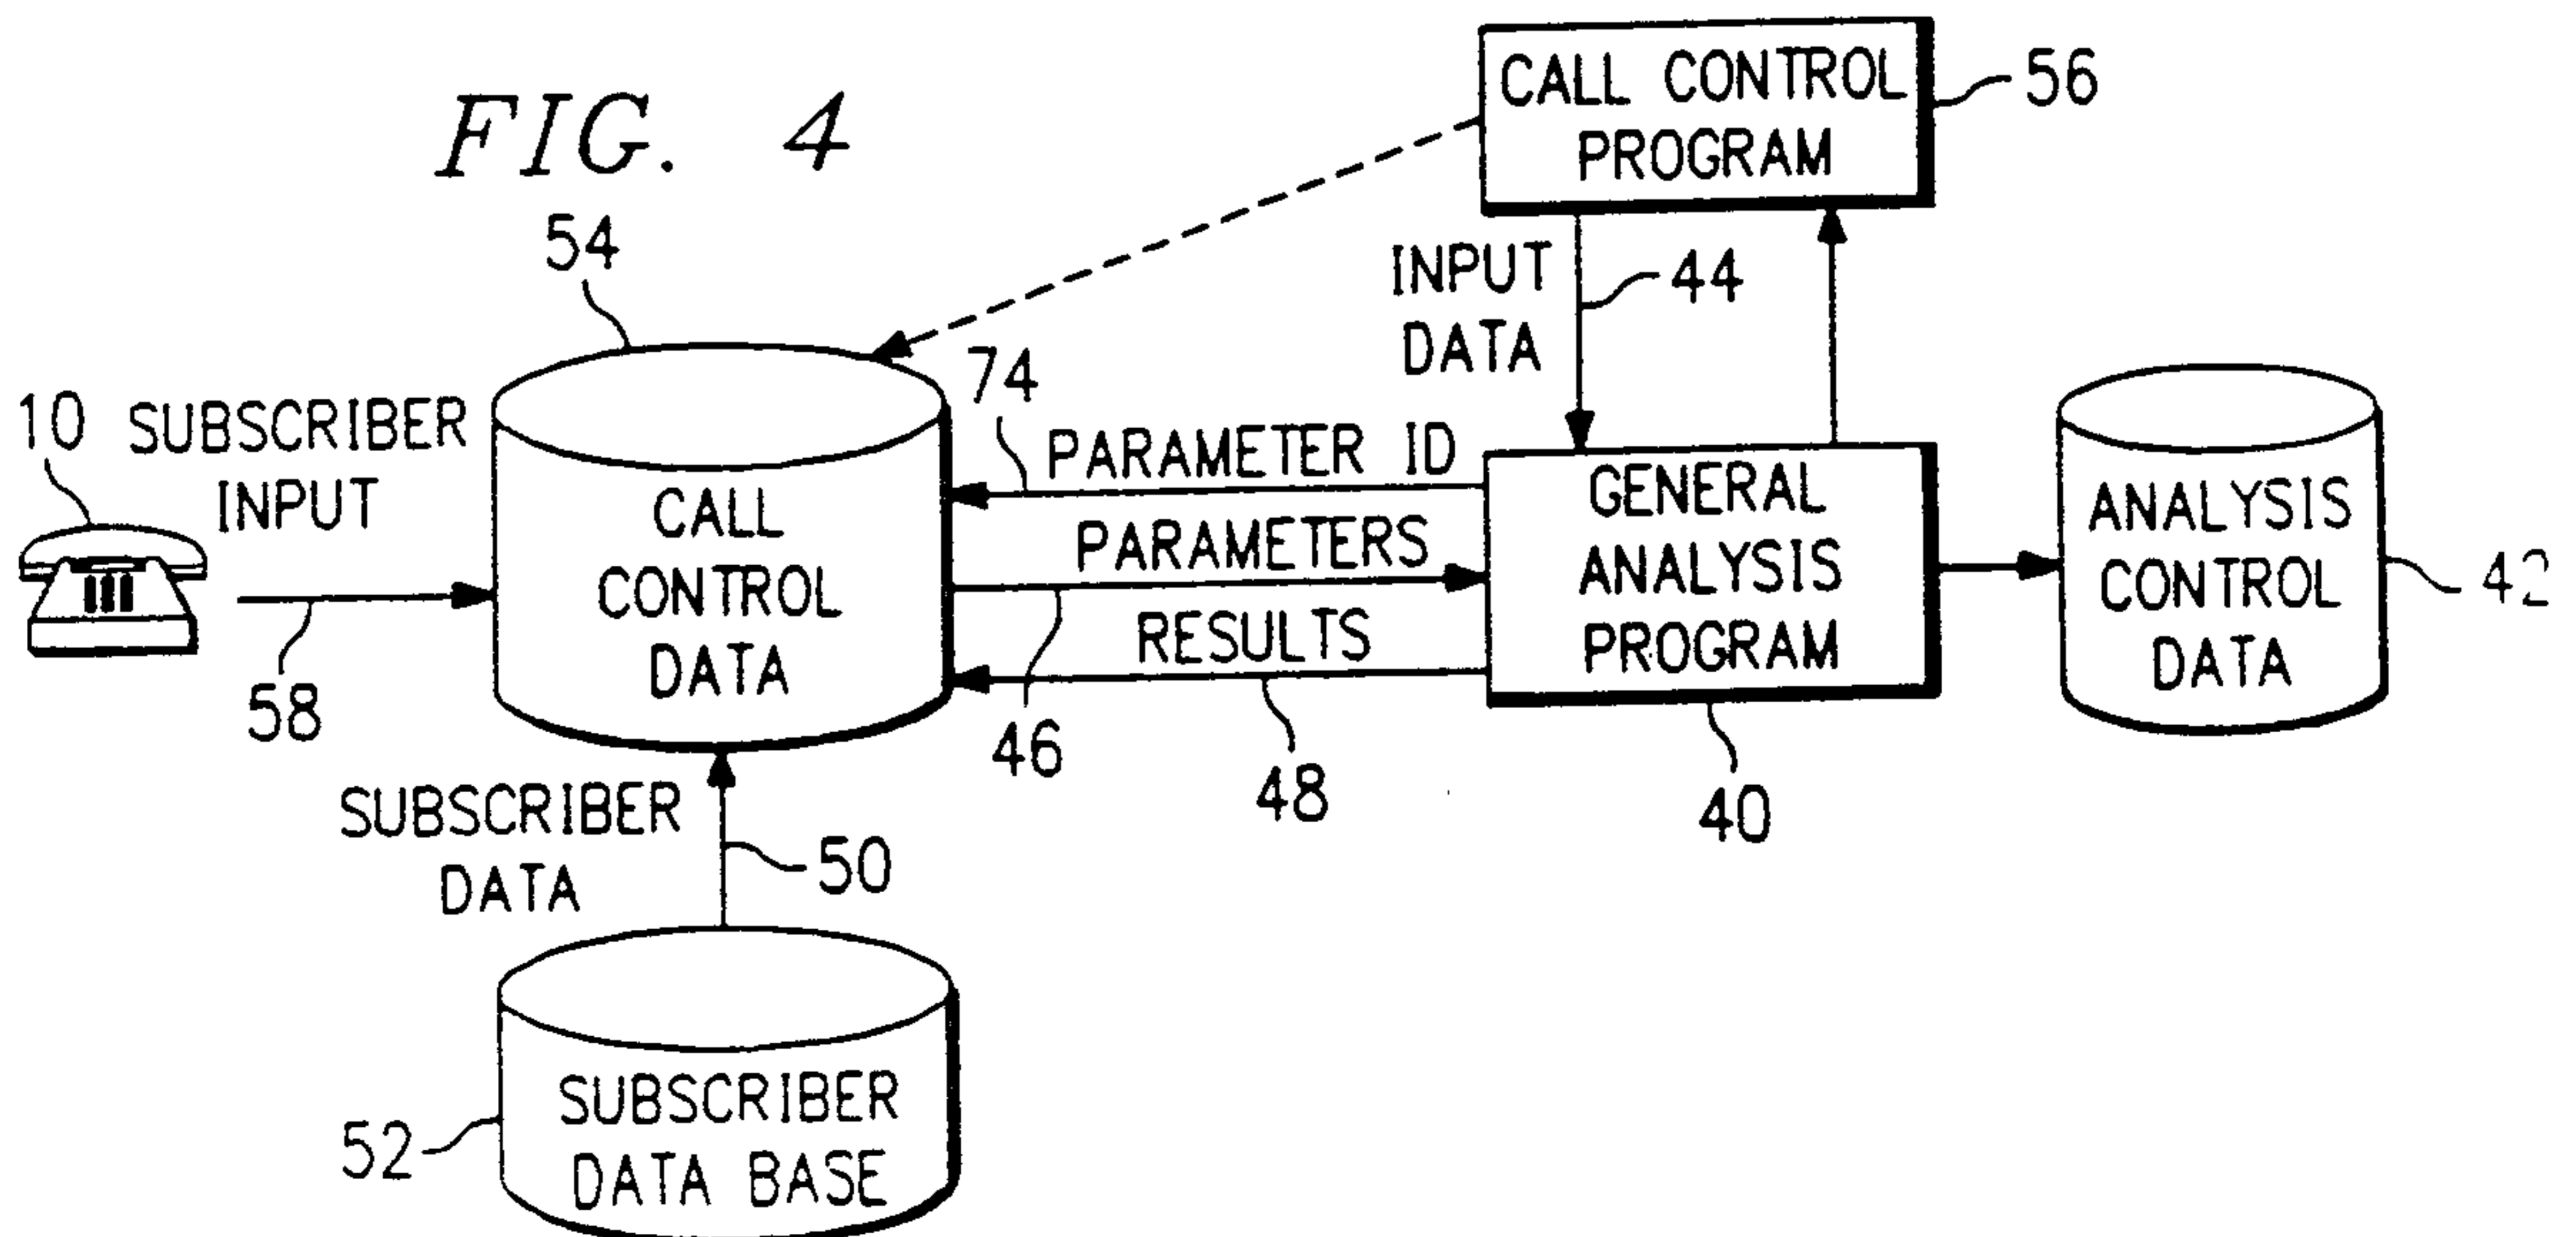 FIG. 4
CALL CONTROL
PROGRAM
56
54
INPUT
DATA
44
74
10
SUBSCRIBER
INPUT
PARAMETER ID
CALL
CONTROL
DATA
PARAMETERS
GENERAL
ANALYSIS
PROGRAM
ANALYSIS
CONTROL
DATA
42
RESULTS
58
46
48
40
SUBSCRIBER
DATA
50
SUBSCRIBER
DATA BASE
52